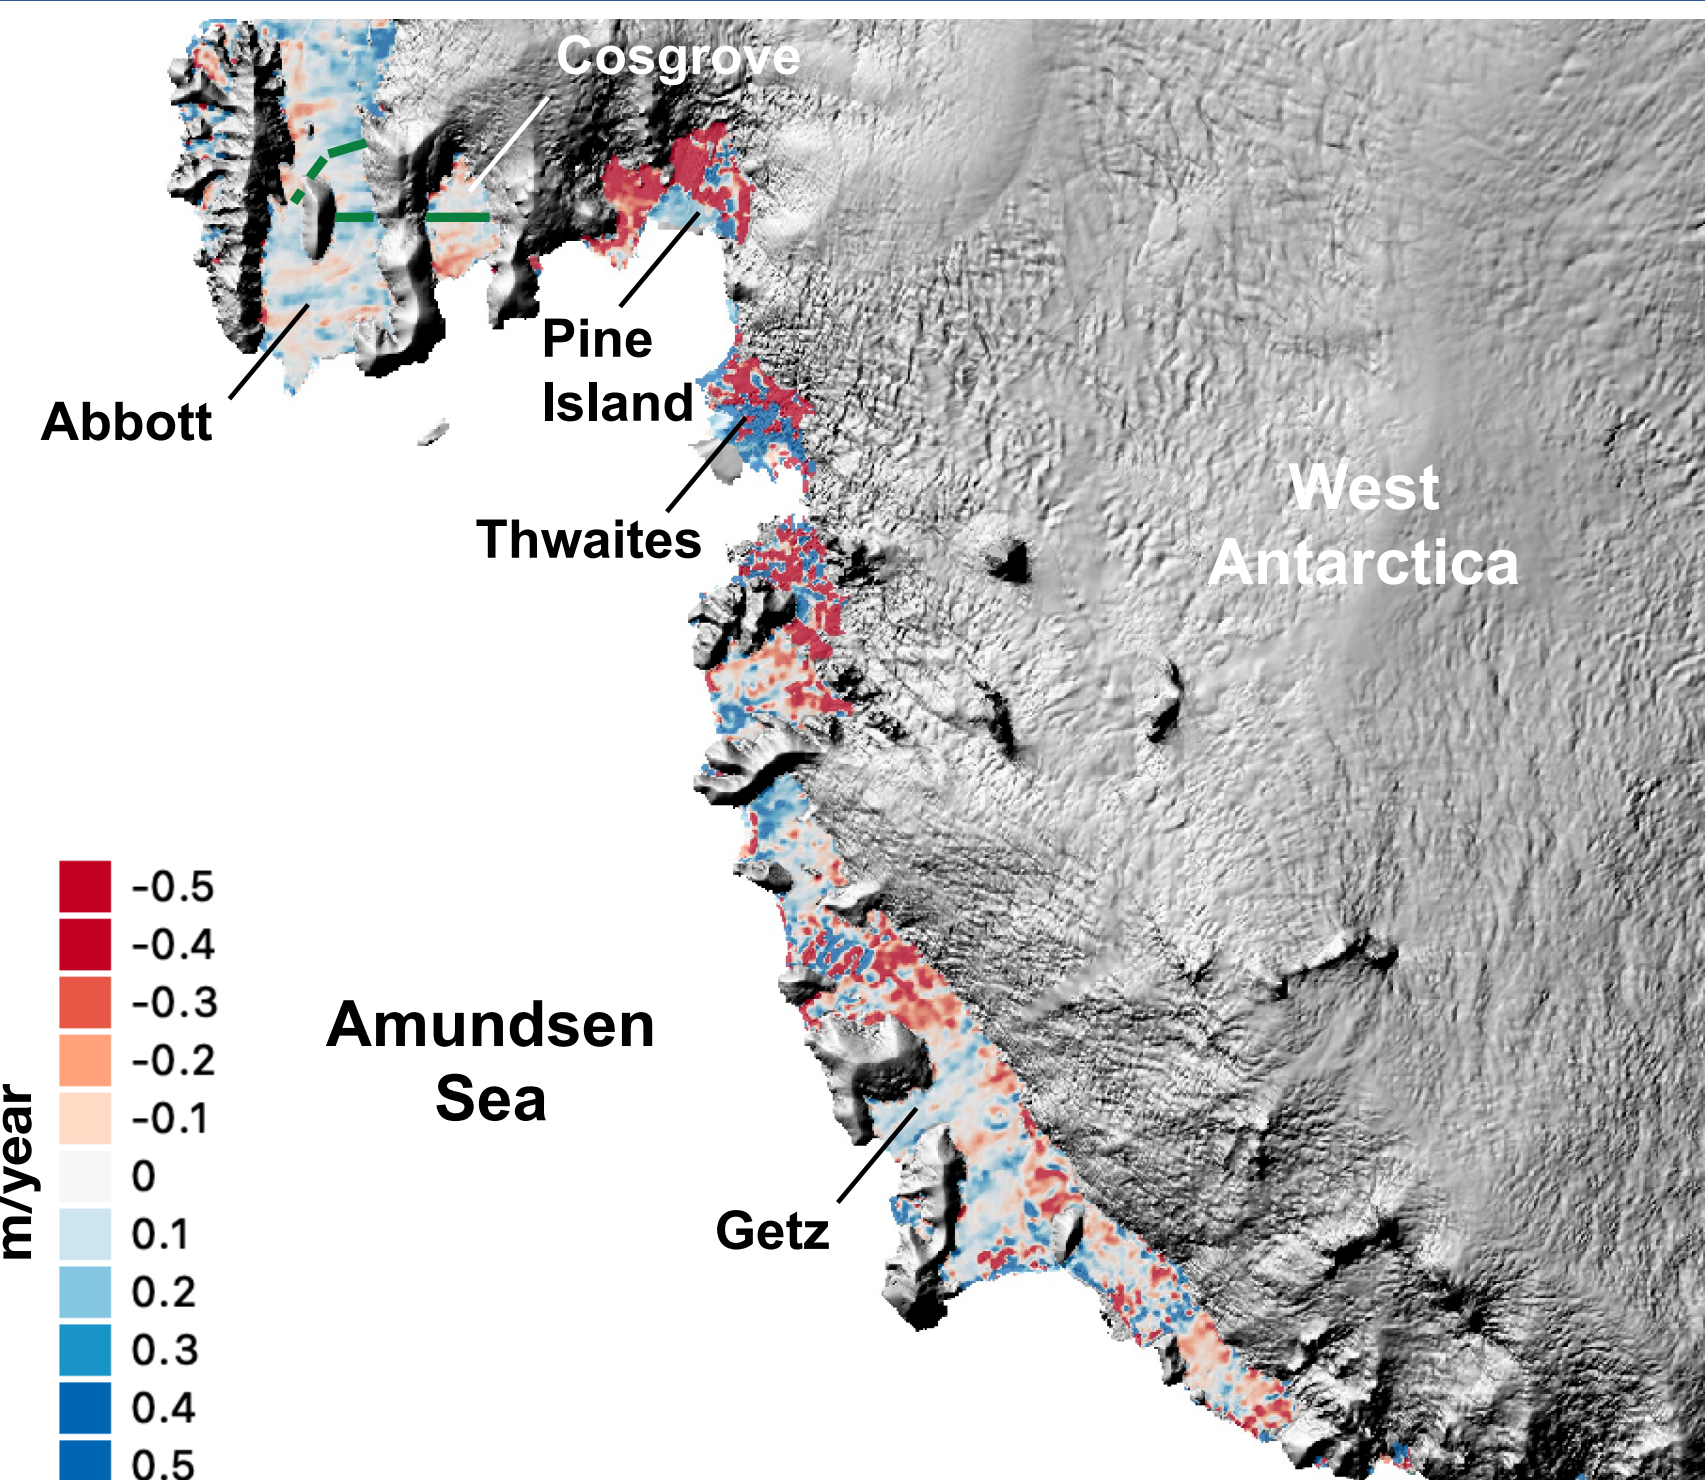 Cosgrove
Pine
Island
Abbott
Thwaites
West
Antarctica
Amundsen
Sea
Getz
m/year
-0.5
-0.4
-0.3
-0.2
-0.1
0
0.1
0.2
0.3
0.4
0.5